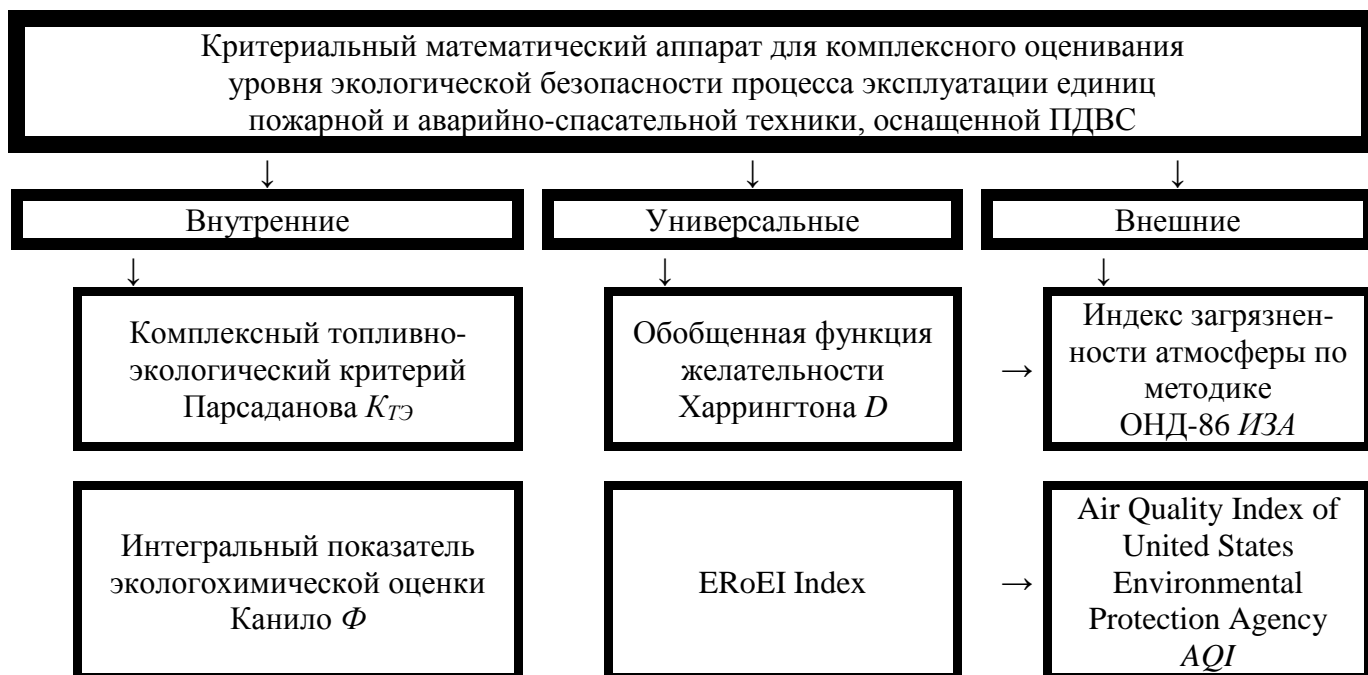 Критериальный математический аппарат для комплексного оценивания
уровня экологической безопасности процесса эксплуатации единиц
пожарной и аварийно-спасательной техники, оснащенной ПДВС
↓ ↓ ↓
Внутренние
Универсальные
Внешние
↓ ↓ ↓
Комплексный топливно-
экологический критерий
Парсаданова KТЭ
Обобщенная функция
желательности
Харрингтона D
→
Индекс загрязнен-
ности атмосферы по
методике
ОНД-86 ИЗА
Интегральный показатель
экологохимической оценки
Канило Ф
ERoEI Index
→
Air Quality Index of
United States
Environmental
Protection Agency
AQI